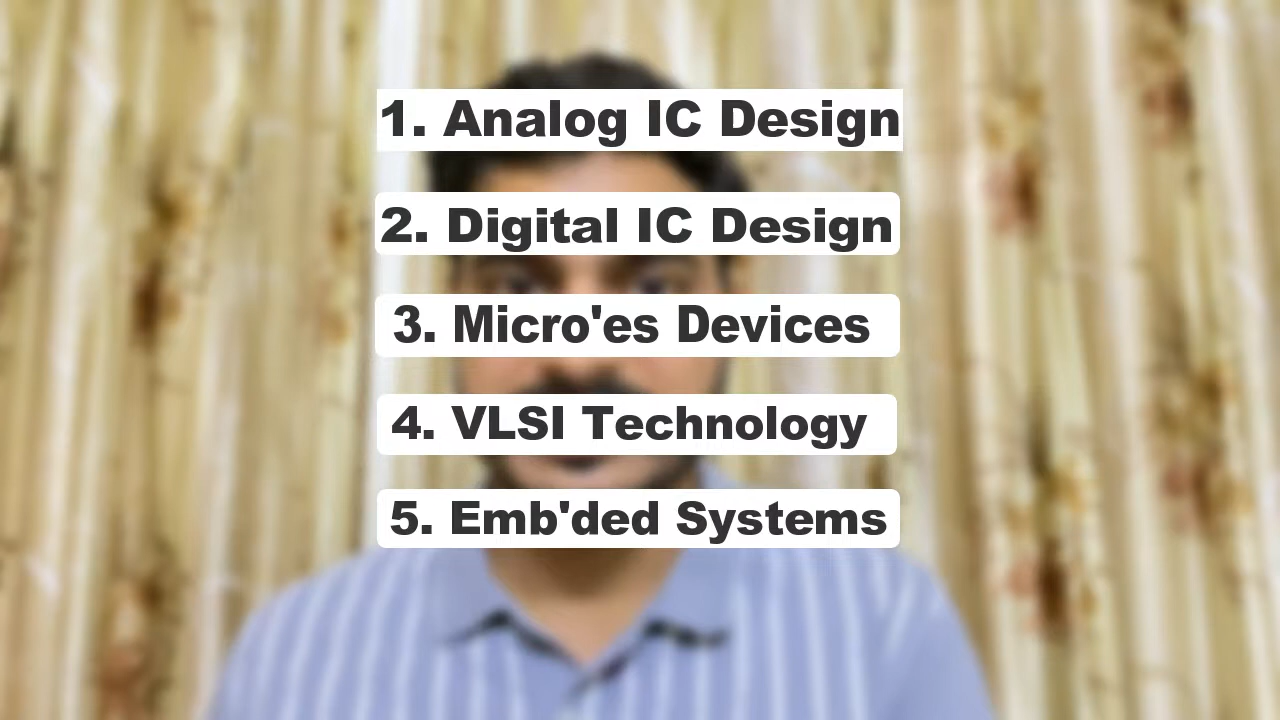 1. Analog IC Design
2. Digital IC Design
3. Micro'es Devices
4. VLSI Technology
5. Emb'ded Systems